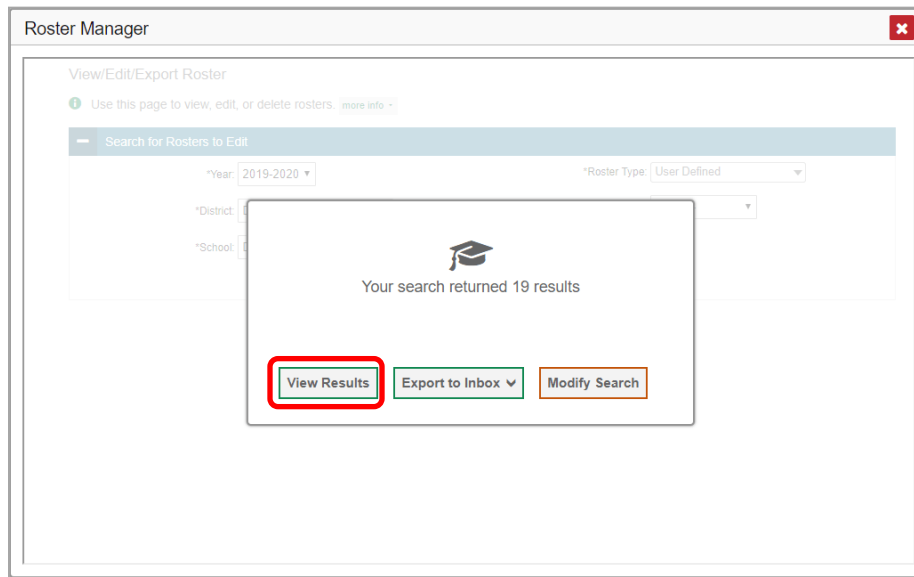 Roster Manager
View/Edit/Export Roster
Use this page to view, edit, or delete rosters. more info
Search for Rosters to Edit
*Year: 2019-2020
*Roster Type: User Defined
*District:
*School:
Your search returned 19 results
View Results
Export to Inbox
Modify Search